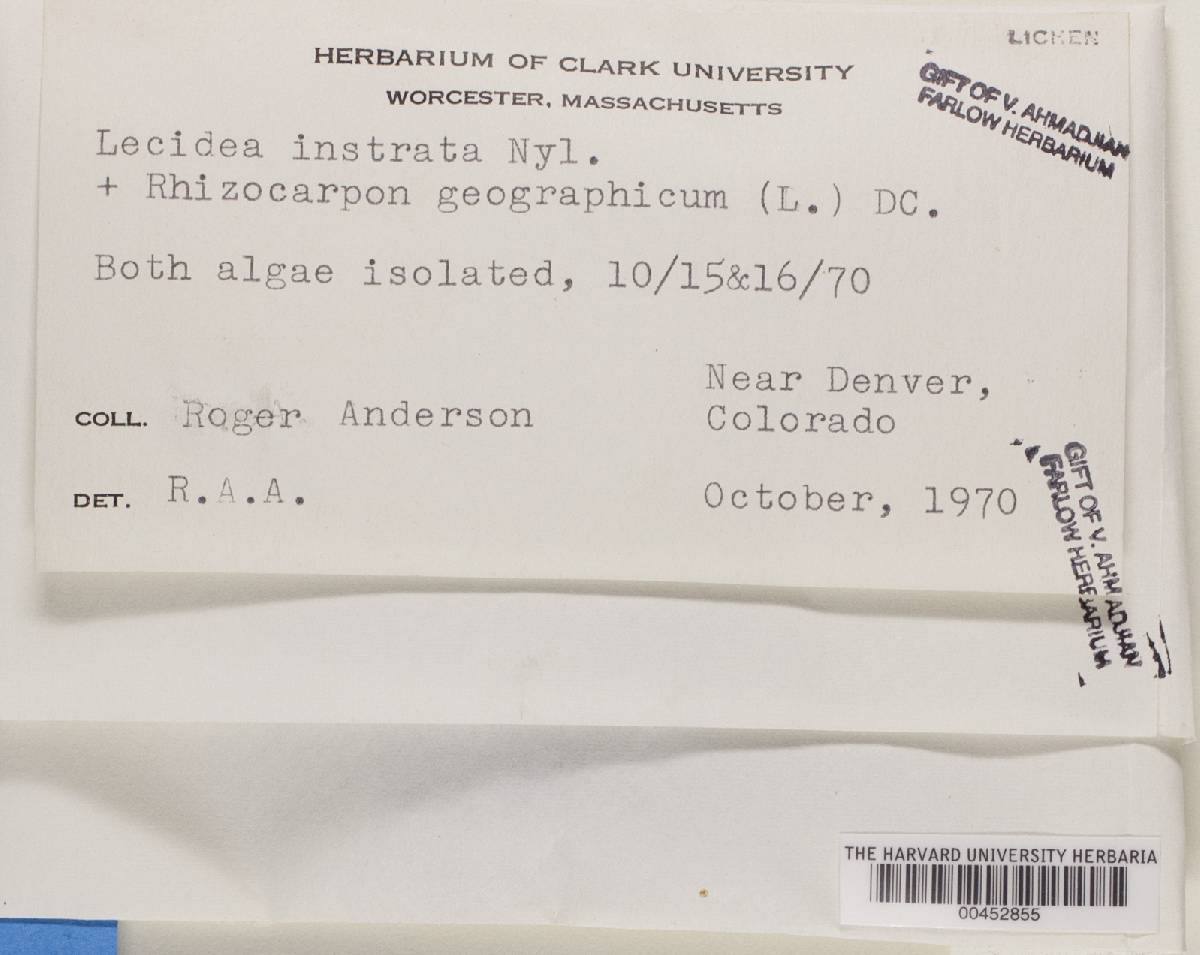 LICHEN
HERBARIUM OF CLARK UNIVERSITY
WORCESTER, MASSACHUSETTS
GIFT OF V. AHMADJIAN
FARLOW HERBARIUM
Lecidea instrata Nyl.
+ Rhizocarpon geographicum (L.) DC.
Both algae isolated, 10/15&16/70
Near Denver,
Colorado
COLL. Roger Anderson
DET. R.A.A.
October, 1970
GIFT OF V. AHMADJIAN
FARLOW HERBARIUM
THE HARVARD UNIVERSITY HERBARIA
00452855